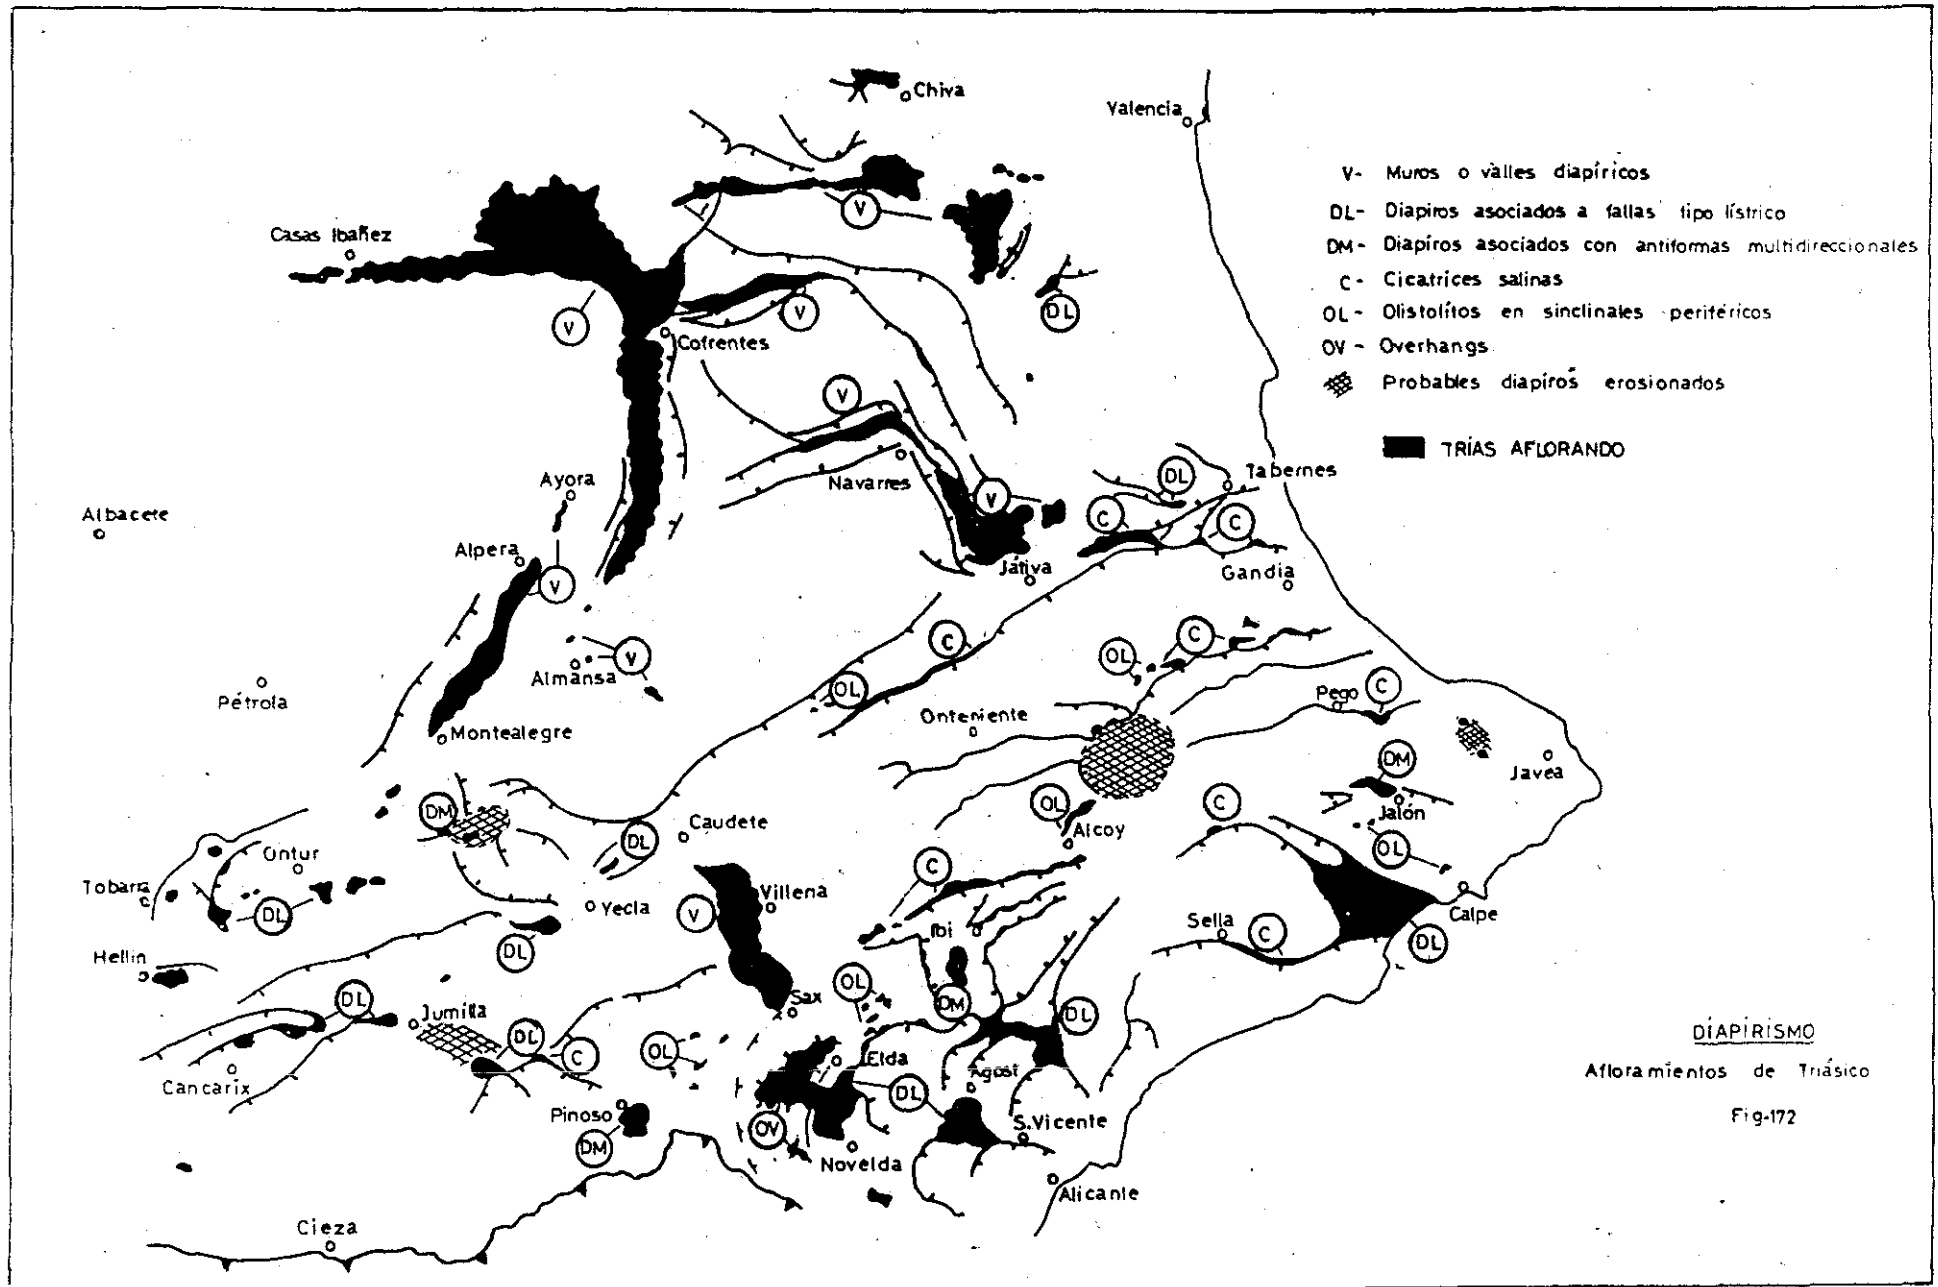 Chiva
Valencia
V- Muros o valles diapíricos
DL- Diapiros asociados a fallas tipo lístrico
DM- Diapiros asociados con antiformas multidireccionales
C- Cicatrices salinas
OL- Olistolitos en sinclinales periféricos
OV- Overhangs
Probables diapiros erosionados
TRÍAS AFLORANDO
Casas Ibañez
V
V
V
DL
Cofrentes
V
Ayora
Navarres
V
DL
Tabernes
C
C
Albacete
Alpera
V
Játiva
Gandía
Almansa
V
C
OL
C
Pétrola
OL
Onteniente
Pego
C
Montealegre
DM
Javea
DM
Caudete
DL
OL
Alcoy
C
Jalón
OL
Ontur
Tobarra
DL
Yecla
V
Villena
C
Calpe
Sella
C
DL
Ibi
Hellin
DL
DL
Jumilla
Sax
OL
DM
DL
DL
C
OL
Elda
Agost
DL
Cancarix
Pinoso
DM
OV
Novelda
S.Vicente
Alicante
Cieza
DIAPIRISMO
Afloramientos de Triásico
Fig-172